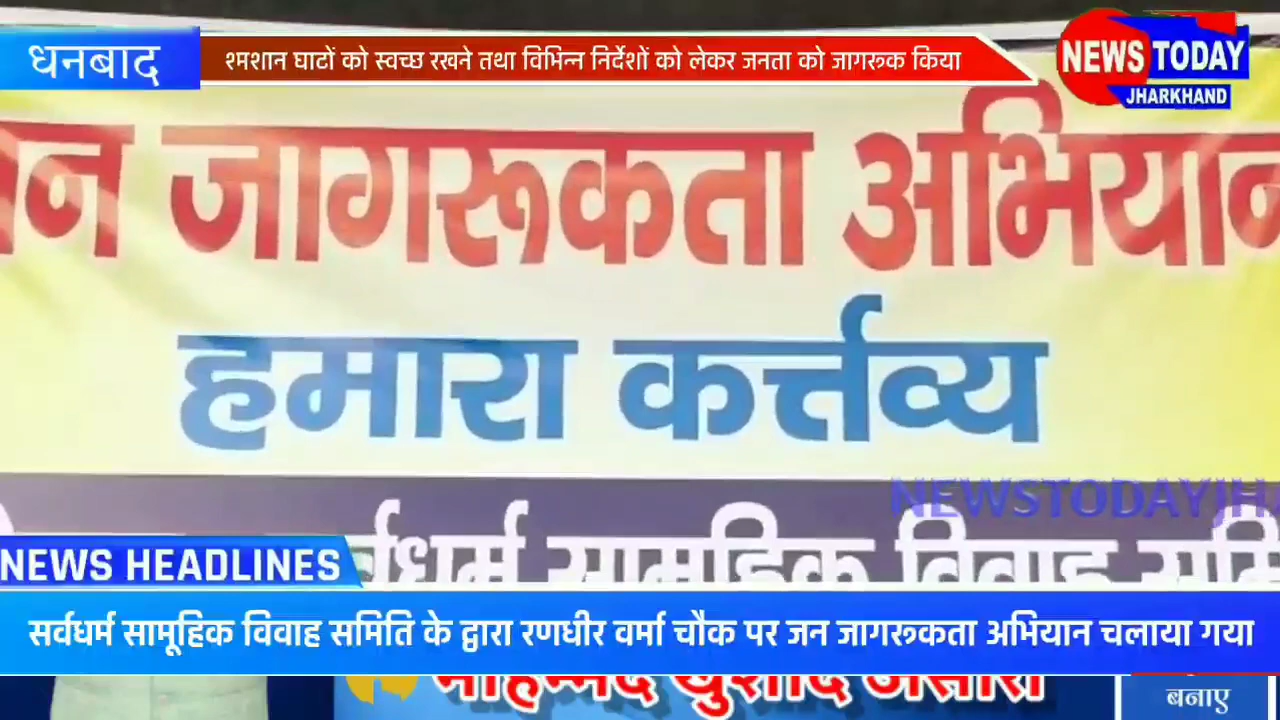 धनबाद
श्मशान घाटों को स्वच्छ रखने तथा विभिन्न निर्देशों को लेकर जनता को जागरूक किया
NEWS TODAY
JHARKHAND
जागरूकता अभियान
हमारा कर्त्तव्य
NEWSTODAYJH
सामूहिक विवाह
NEWS HEADLINES
सर्वधर्म सामूहिक विवाह समिति के द्वारा रणधीर वर्मा चौक पर जन जागरूकता अभियान चलाया गया
बनाए